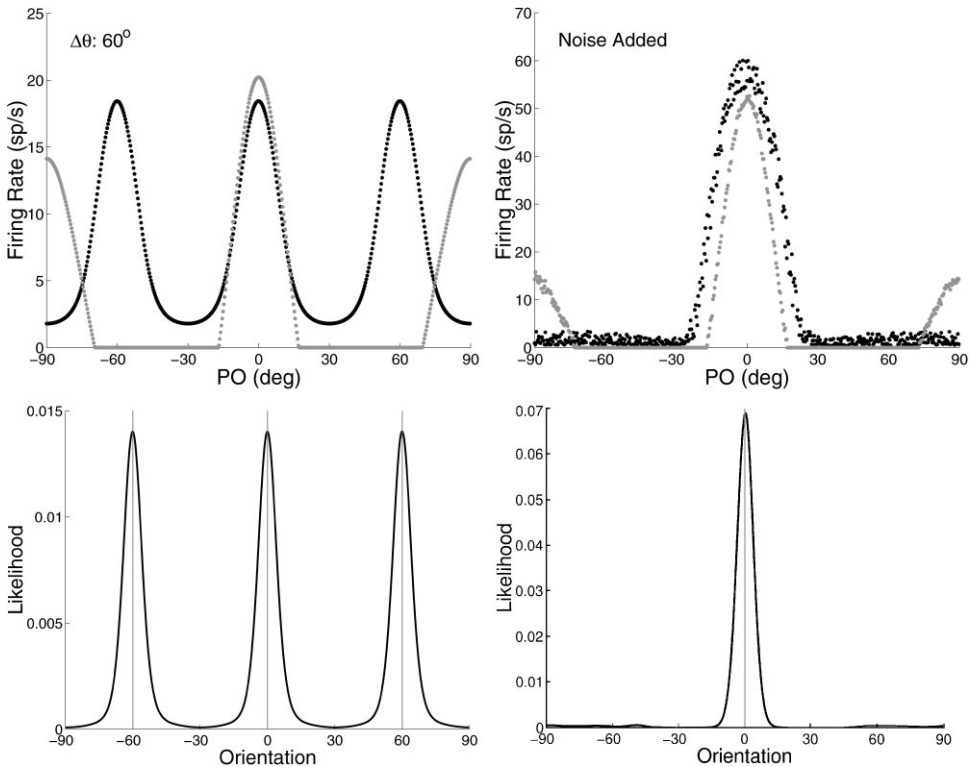 Δθ: 60°
Firing Rate (sp/s)
25
20
15
10
5
0
−90 −60 −30 0 30 60 90
PO (deg)
Noise Added
Firing Rate (sp/s)
70
60
50
40
30
20
10
0
−90 −60 −30 0 30 60 90
PO (deg)
Likelihood
0.015
0.01
0.005
0
−90 −60 −30 0 30 60 90
Orientation
Likelihood
0.07
0.06
0.05
0.04
0.03
0.02
0.01
0
−90 −60 −30 0 30 60 90
Orientation